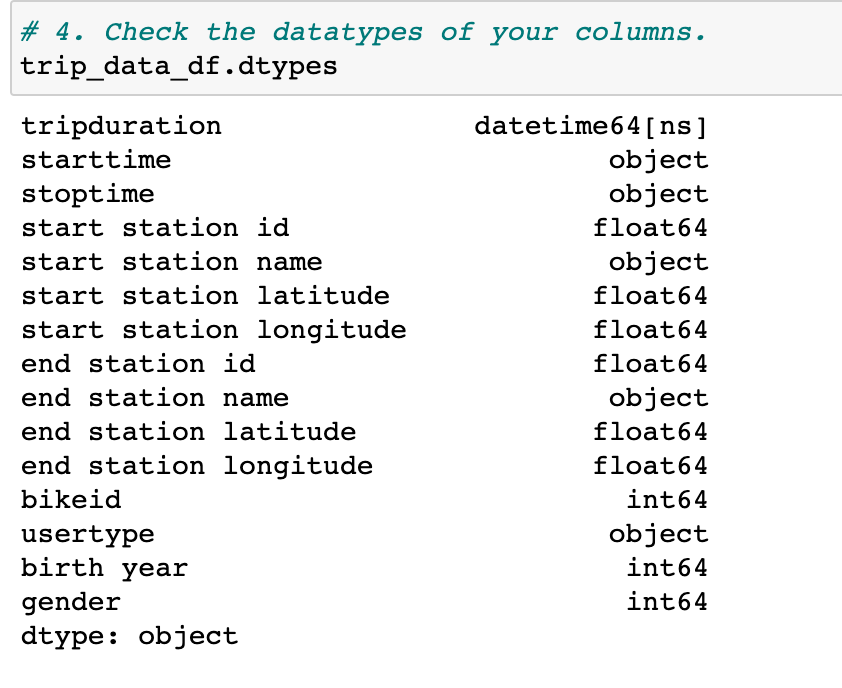 # 4. Check the datatypes of your columns.
trip_data_df.dtypes
tripduration datetime64[ns]
starttime object
stoptime object
start station id float64
start station name object
start station latitude float64
start station longitude float64
end station id float64
end station name object
end station latitude float64
end station longitude float64
bikeid int64
usertype object
birth year int64
gender int64
dtype: object